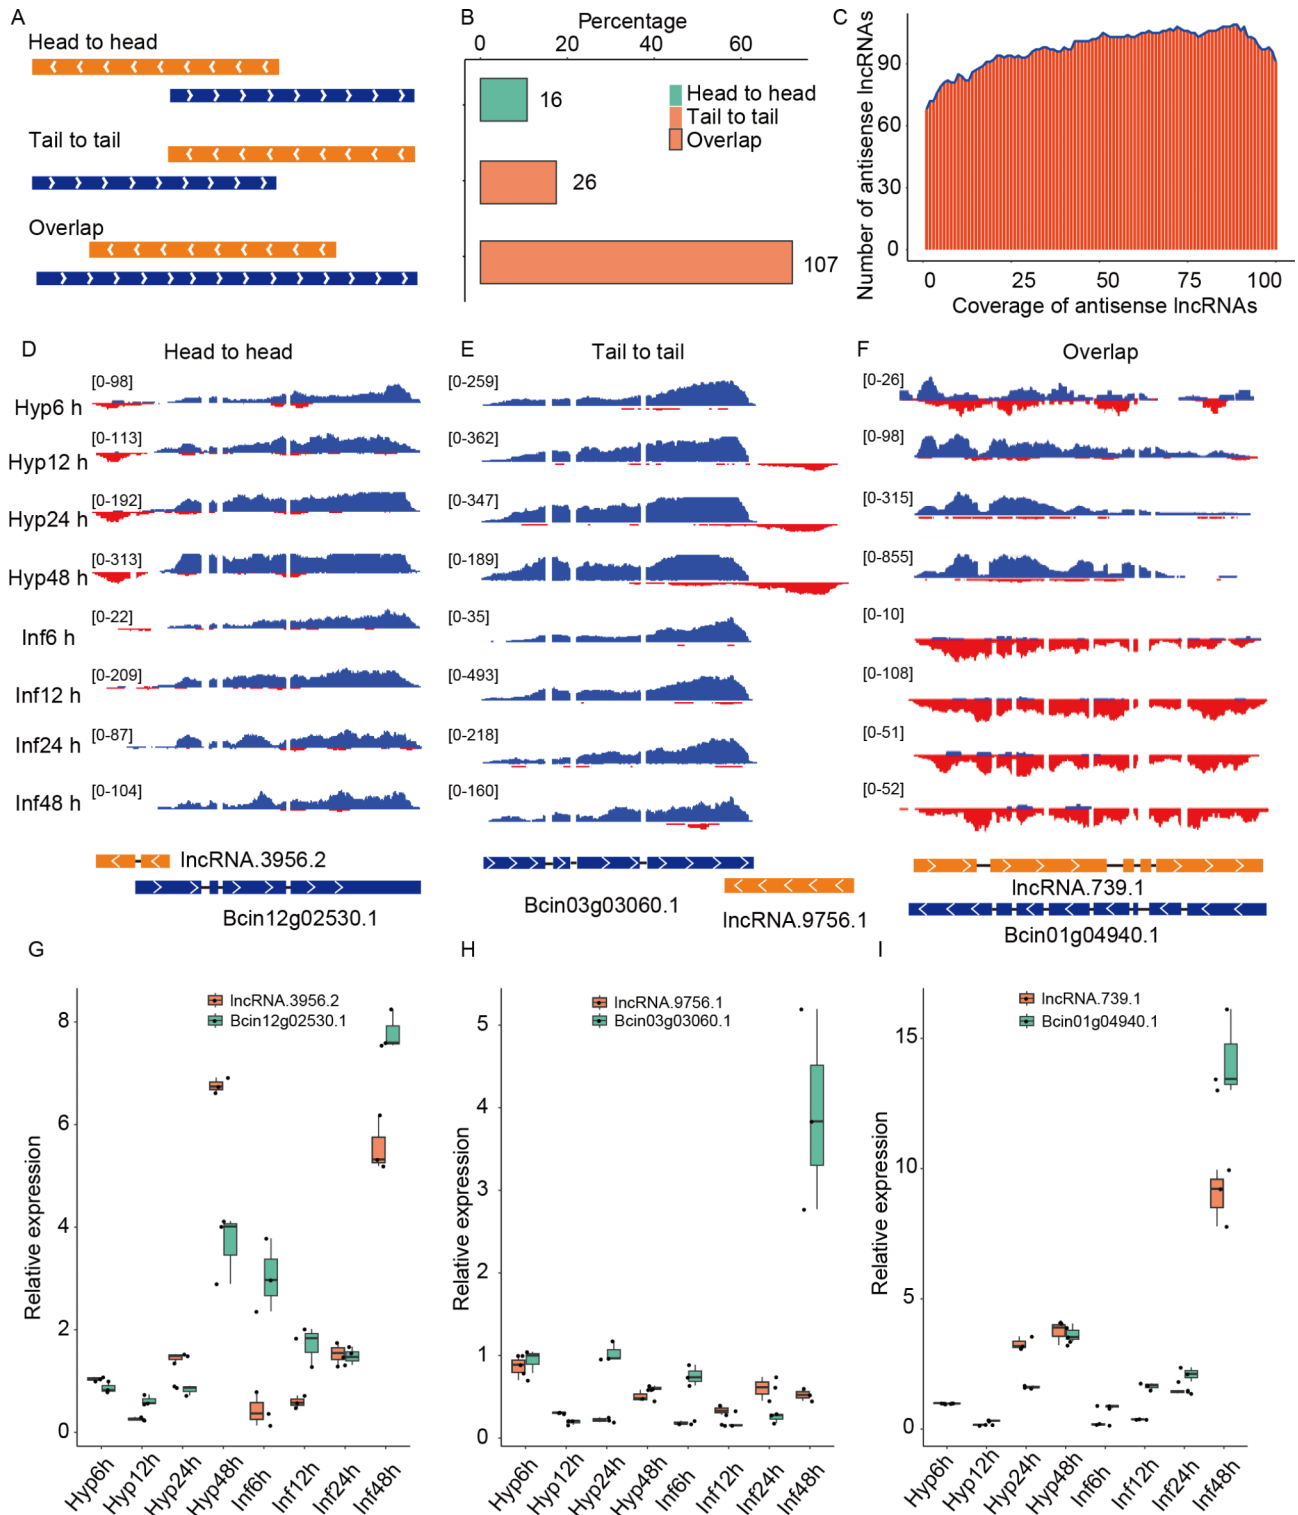 A
Head to head
Tail to tail
Overlap
B
Percentage
0 20 40 60
16
26
107
Head to head
Tail to tail
Overlap
C
Number of antisense lncRNAs
90
60
30
0
0 25 50 75 100
Coverage of antisense lncRNAs
D
Head to head
[0-98]
Hyp6 h
[0-113]
Hyp12 h
[0-192]
Hyp24 h
[0-313]
Hyp48 h
[0-22]
Inf6 h
[0-209]
Inf12 h
[0-87]
Inf24 h
[0-104]
Inf48 h
lncRNA.3956.2
Bcin12g02530.1
E
Tail to tail
[0-259]
[0-362]
[0-347]
[0-189]
[0-35]
[0-493]
[0-218]
[0-160]
Bcin03g03060.1
lncRNA.9756.1
F
Overlap
[0-26]
[0-98]
[0-315]
[0-855]
[0-10]
[0-108]
[0-51]
[0-52]
lncRNA.739.1
Bcin01g04940.1
G
lncRNA.3956.2
Bcin12g02530.1
Relative expression
8
6
4
2
0
Hyp6h Hyp12h Hyp24h Hyp48h Inf6h Inf12h Inf24h Inf48h
H
lncRNA.9756.1
Bcin03g03060.1
Relative expression
5
4
3
2
1
0
Hyp6h Hyp12h Hyp24h Hyp48h Inf6h Inf12h Inf24h Inf48h
I
lncRNA.739.1
Bcin01g04940.1
Relative expression
15
10
5
0
Hyp6h Hyp12h Hyp24h Hyp48h Inf6h Inf12h Inf24h Inf48h